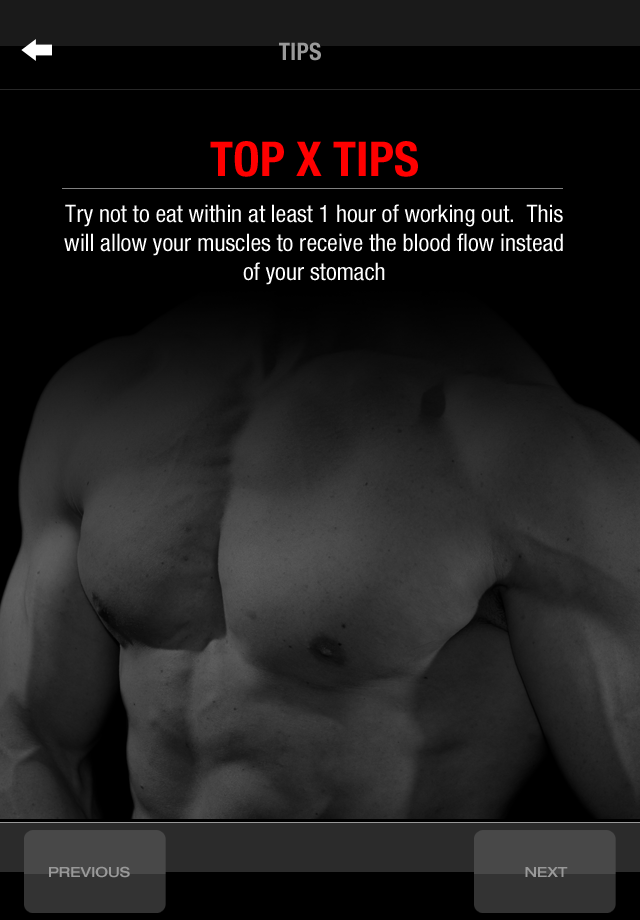 TIPS
TOP X TIPS
Try not to eat within at least 1 hour of working out.  This
will allow your muscles to receive the blood flow instead
of your stomach
PREVIOUS
NEXT